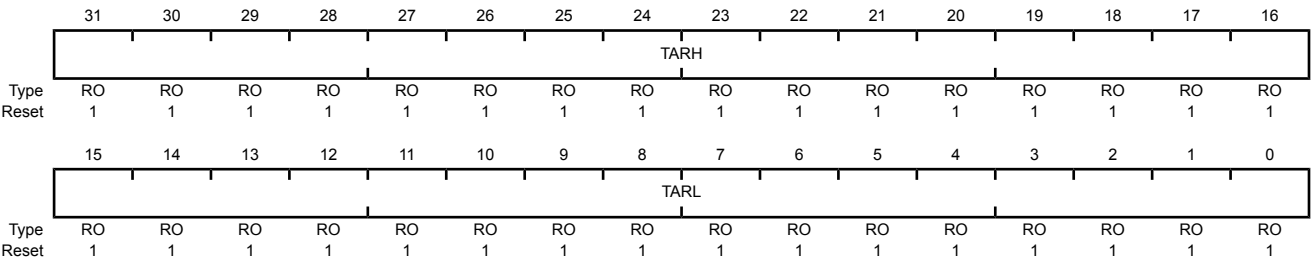 31 30 29 28 27 26 25 24 23 22 21 20 19 18 17 16
TARH
Type RO RO RO RO RO RO RO RO RO RO RO RO RO RO RO RO
Reset 1 1 1 1 1 1 1 1 1 1 1 1 1 1 1 1
15 14 13 12 11 10 9 8 7 6 5 4 3 2 1 0
TARL
Type RO RO RO RO RO RO RO RO RO RO RO RO RO RO RO RO
Reset 1 1 1 1 1 1 1 1 1 1 1 1 1 1 1 1